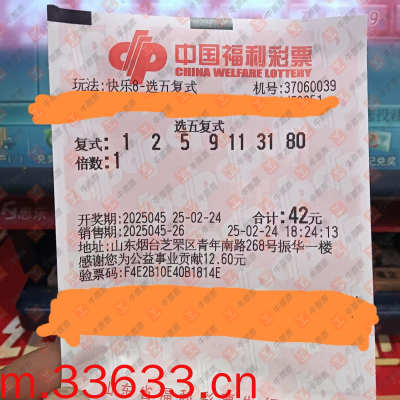 中国福利彩票
CHINA WELFARE LOTTERY
玩法:快乐8-选五复式 机号:37060039
选五复式
复式: 1 2 5 9 11 31 80
倍数:1
开奖期:2025045 25-02-24 合计:42元
销售期:2025045-26 25-02-24 18:24:13
地址:山东烟台芝罘区青年南路268号振华一楼
感谢您为公益事业贡献12.60元
验票码:F4E2B10E40B1814E
m.33633.cn